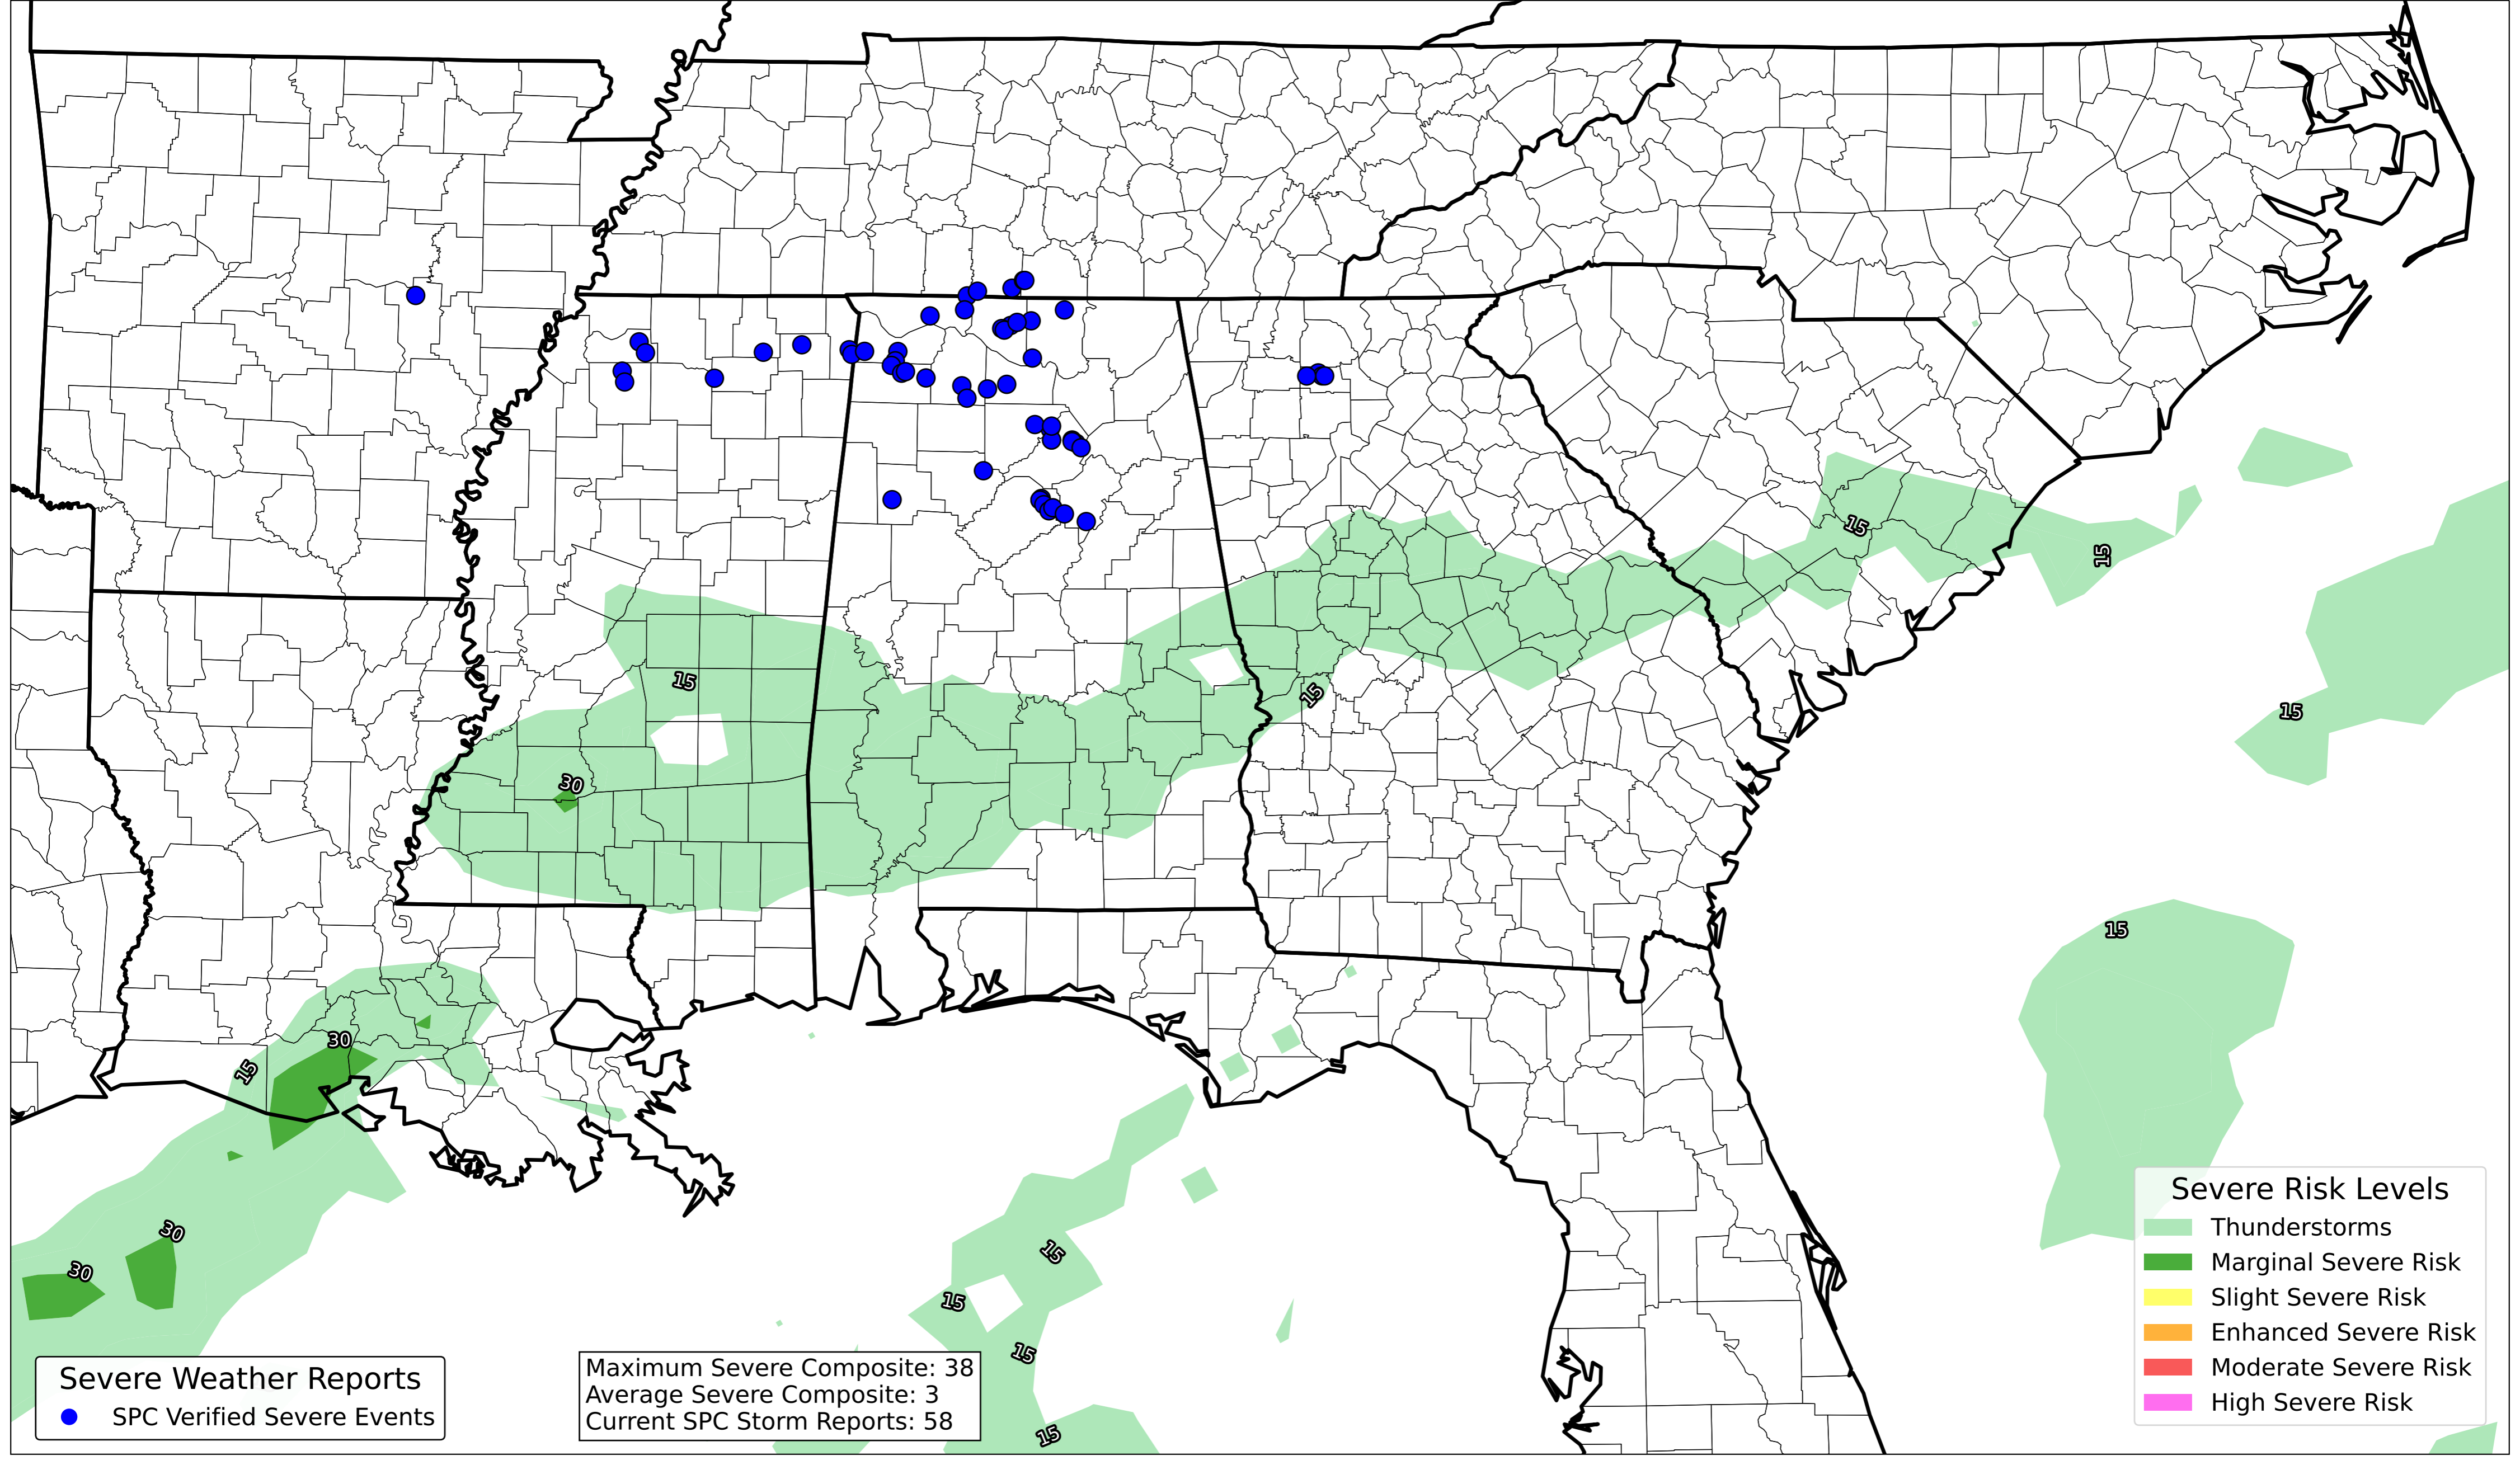 15
15
15
15
30
15
15
30
15
30
15
30
15
15
15
Severe Risk Levels
Thunderstorms
Marginal Severe Risk
Slight Severe Risk
Enhanced Severe Risk
Moderate Severe Risk
High Severe Risk
Severe Weather Reports
SPC Verified Severe Events
Maximum Severe Composite: 38
Average Severe Composite: 3
Current SPC Storm Reports: 58